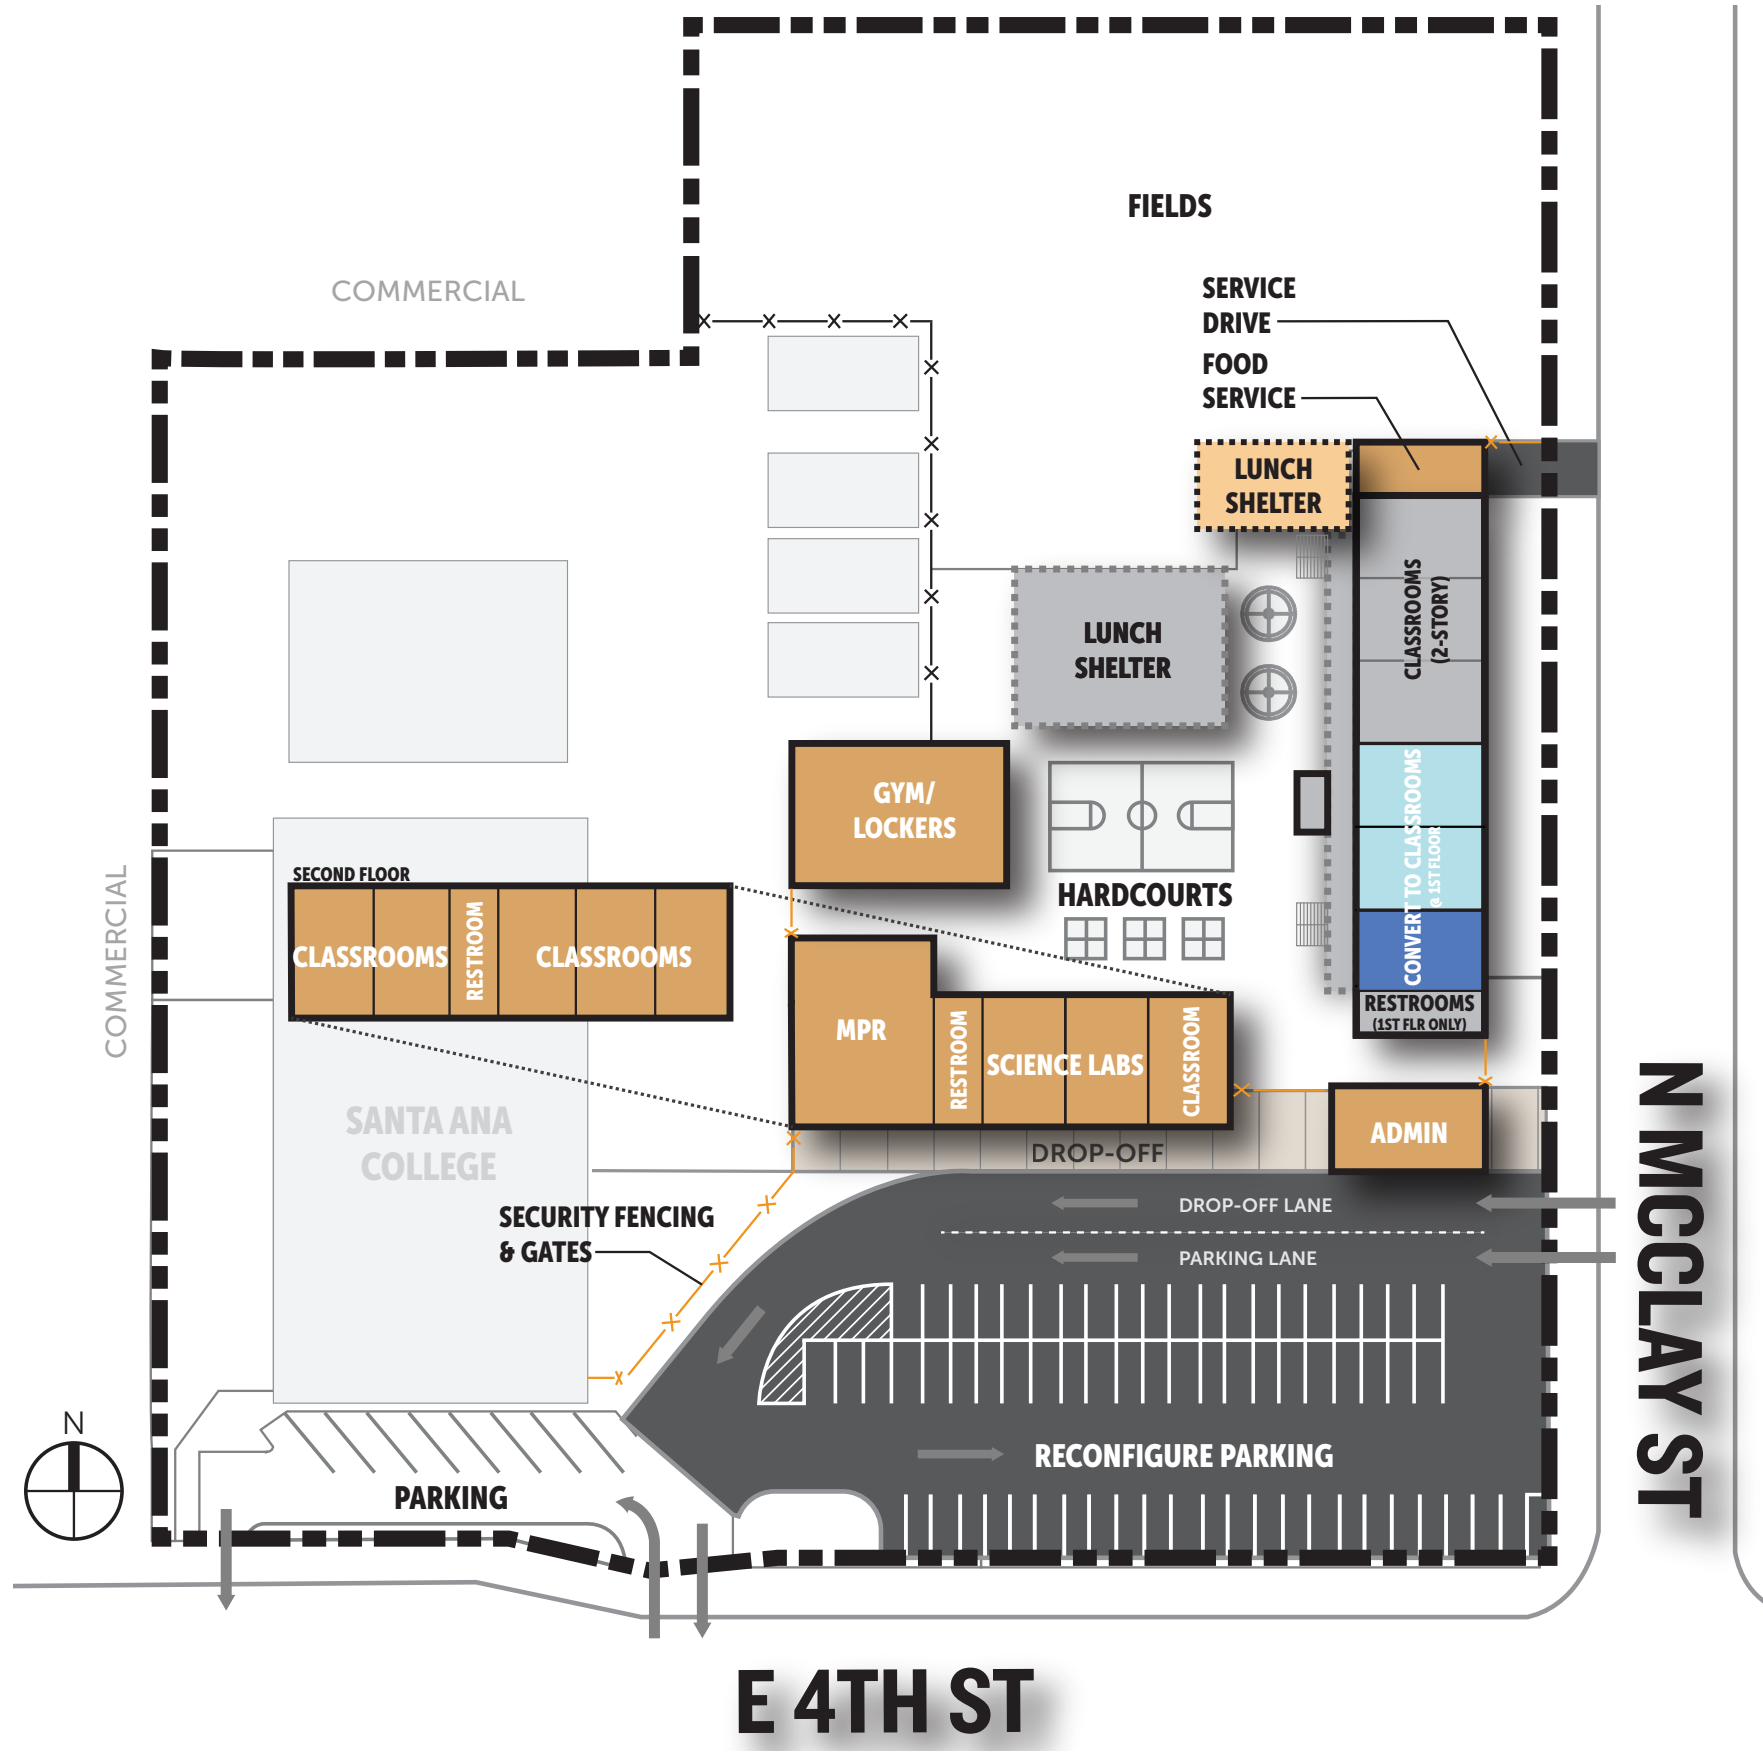 FIELDS
COMMERCIAL
SERVICE
DRIVE
FOOD
SERVICE
LUNCH
SHELTER
CLASSROOMS
(2-STORY)
LUNCH
SHELTER
GYM/
LOCKERS
CONVERT TO CLASSROOMS
@ 1ST FLOOR
COMMERCIAL
SECOND FLOOR
CLASSROOMS
RESTROOM
CLASSROOMS
HARDCOURTS
RESTROOMS
(1ST FLR ONLY)
MPR
RESTROOM
SCIENCE LABS
CLASSROOM
ADMIN
SANTA ANA
COLLEGE
DROP-OFF
SECURITY FENCING
& GATES
DROP-OFF LANE
PARKING LANE
N MCCLAY ST
N
RECONFIGURE PARKING
PARKING
E 4TH ST